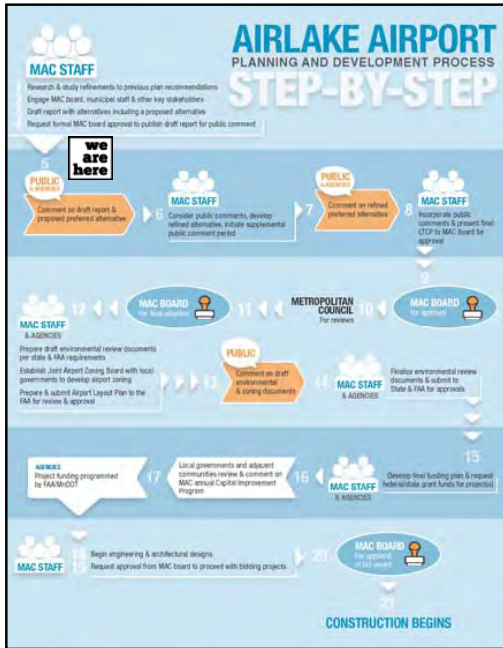 AIRLAKE AIRPORT
PLANNING AND DEVELOPMENT PROCESS
STEP-BY-STEP
MAC STAFF
Research & study refinements to previous plan recommendations
Engage MAC board, municipal staff & other key stakeholders
Draft report with alternatives including a proposed alternative
Request formal MAC board approval to publish draft report for public comment
5
we
are
here
PUBLIC
& AGENCIES
Comment on draft report &
proposed preferred alternative
6
MAC STAFF
Consider public comments, develop
refined alternative, initiate supplemental
public comment period
7
PUBLIC
& AGENCIES
Comment on refined
preferred alternative
8
MAC STAFF
Incorporate public
comments & present final
LTCP to MAC Board for
approval
9
MAC BOARD
for approval
10
METROPOLITAN
COUNCIL
For reviews
11
MAC BOARD
for final adoption
12
MAC STAFF
& AGENCIES
Prepare draft environmental review documents
per state & FAA requirements
Establish Joint Airport Zoning Board with local
governments to develop airport zoning
Prepare & submit Airport Layout Plan to the
FAA for review & approval
13
PUBLIC
Comment on draft
environmental
& zoning documents
14
MAC STAFF
& AGENCIES
Finalize environmental review
documents & submit to
State & FAA for approvals
15
Develop final funding plan & request
federal/state grant funds for project(s)
MAC STAFF
& AGENCIES
16
Local governments and adjacent
communities review & comment on
MAC annual Capital Improvement
Program
17
AGENCIES
Project funding programmed
by FAA/MnDOT
MAC STAFF
18
Begin engineering & architectural designs
19
Request approval from MAC board to proceed with bidding projects.
20
MAC BOARD
For approval
of bid award
21
CONSTRUCTION BEGINS